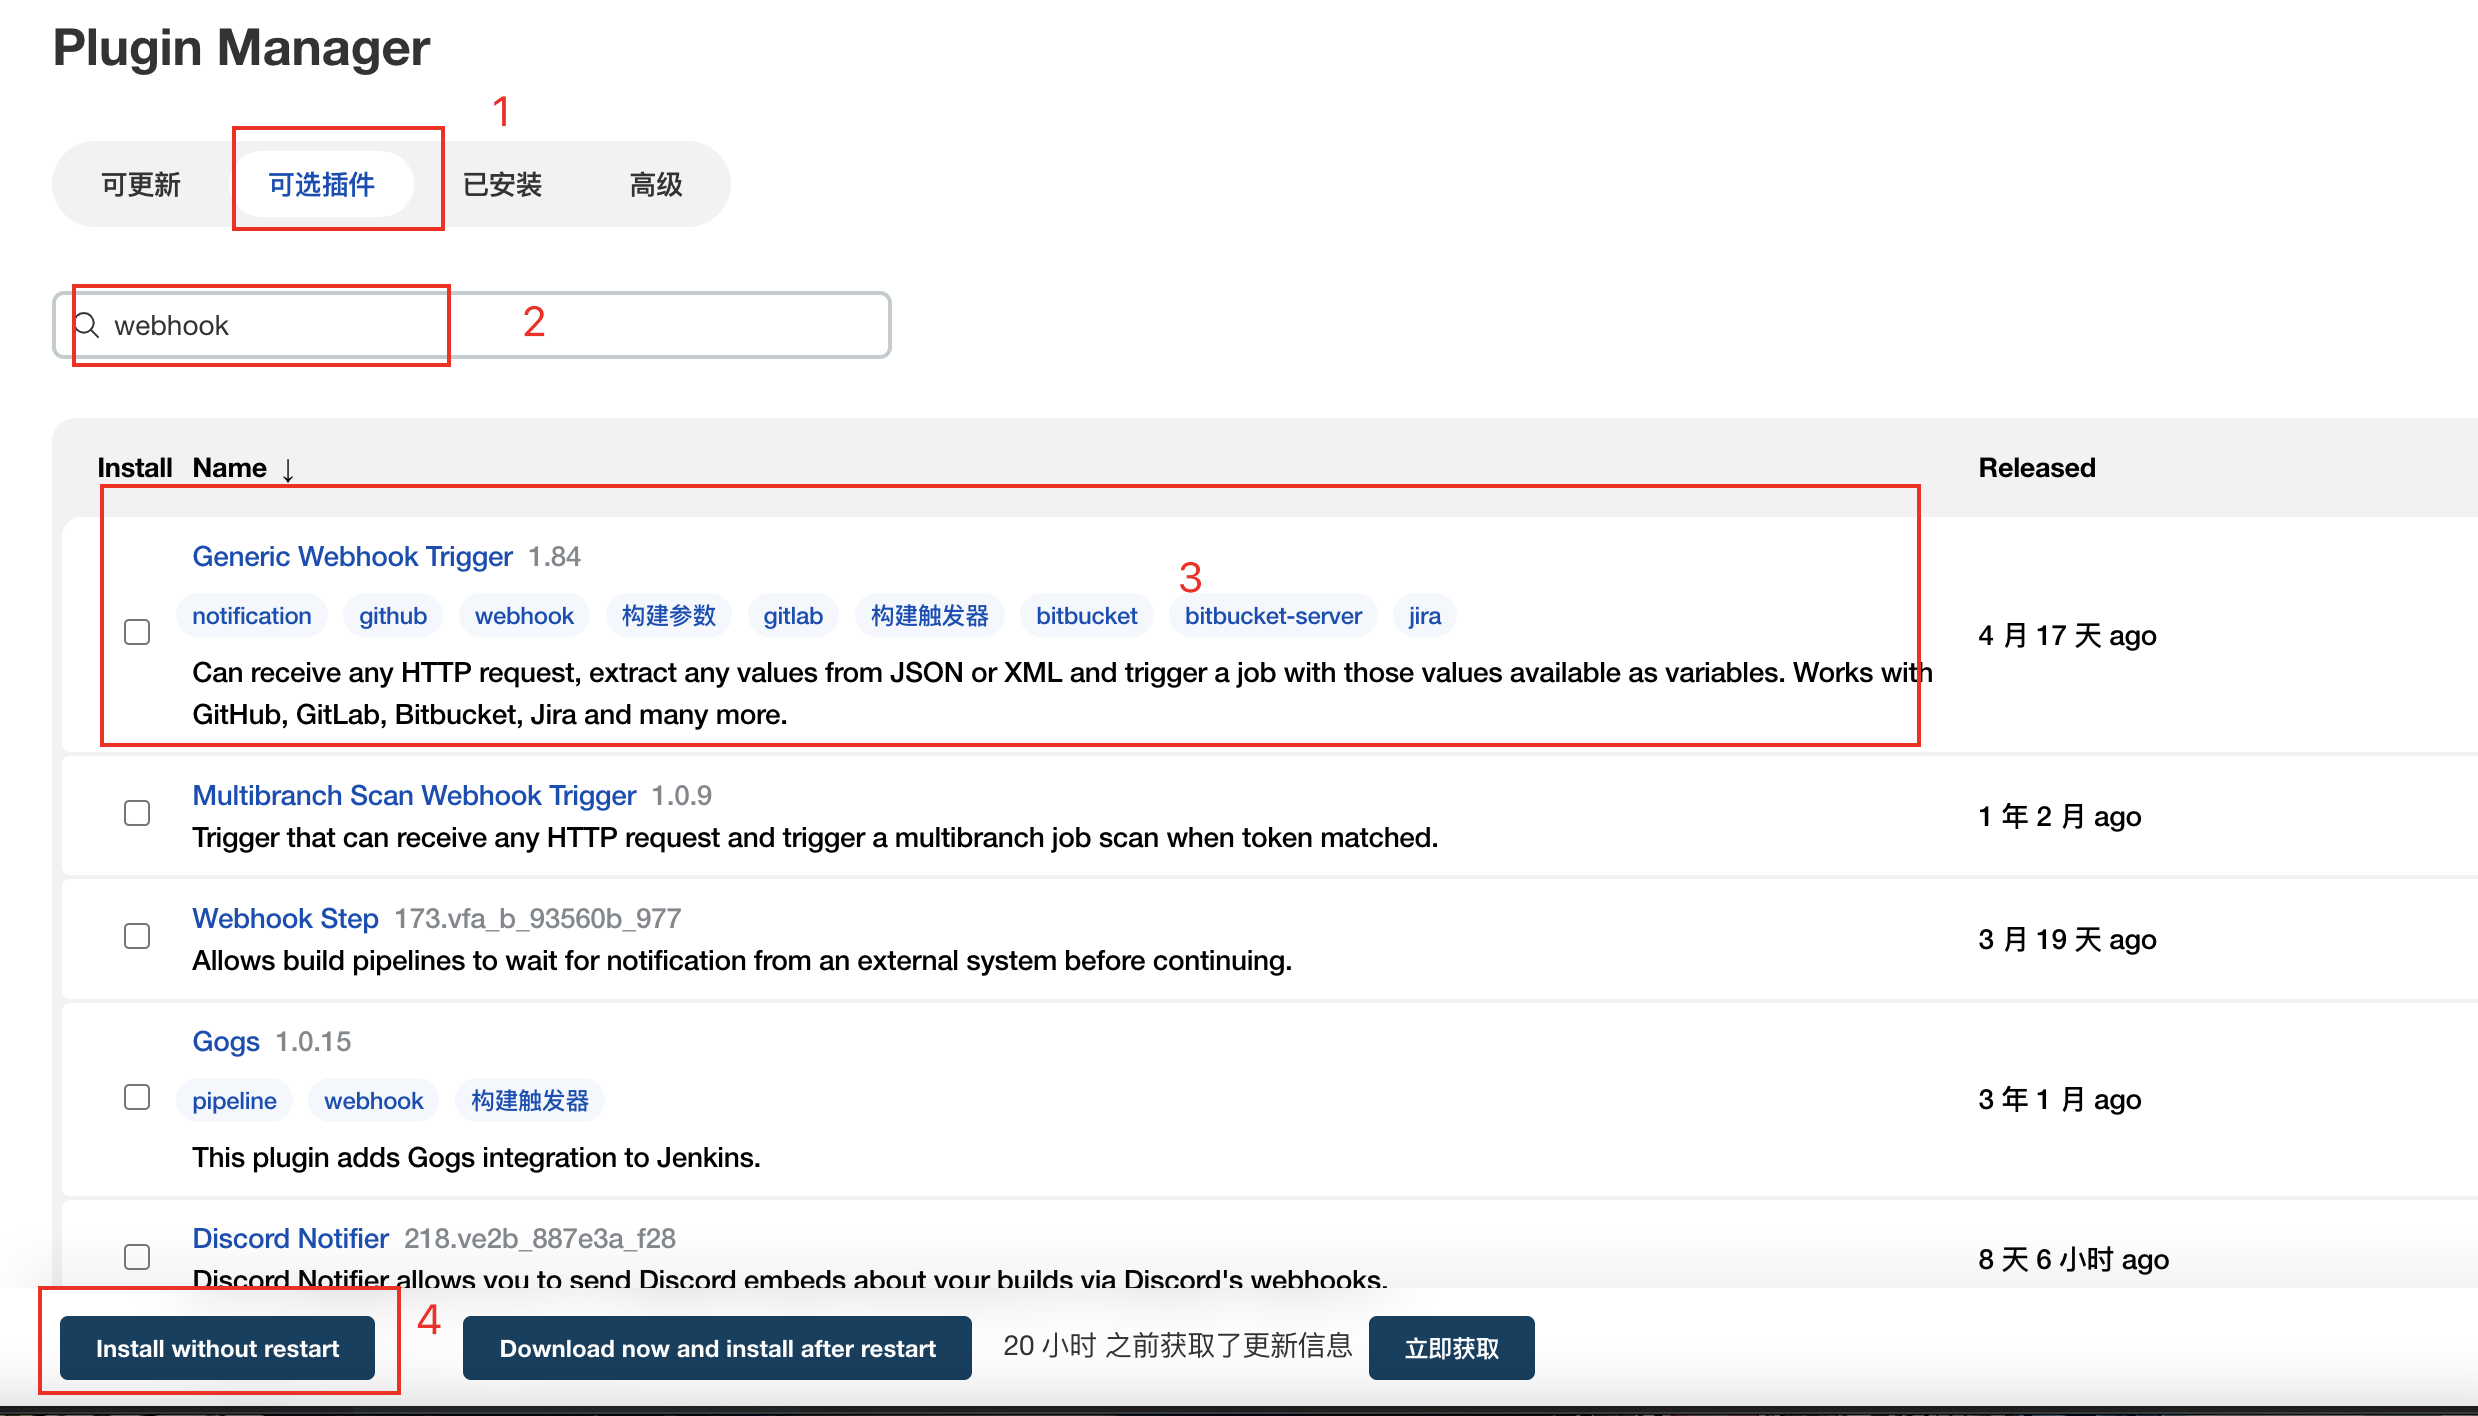 Plugin Manager
1
可更新 可选插件 已安装 高级
webhook 2
Install Name ↓ Released
Generic Webhook Trigger 1.84
3
notification github webhook 构建参数 gitlab 构建触发器 bitbucket bitbucket-server jira
4 月 17 天 ago
Can receive any HTTP request, extract any values from JSON or XML and trigger a job with those values available as variables. Works with
GitHub, GitLab, Bitbucket, Jira and many more.
Multibranch Scan Webhook Trigger 1.0.9
1 年 2 月 ago
Trigger that can receive any HTTP request and trigger a multibranch job scan when token matched.
Webhook Step 173.vfa_b_93560b_977
3 月 19 天 ago
Allows build pipelines to wait for notification from an external system before continuing.
Gogs 1.0.15
pipeline webhook 构建触发器
3 年 1 月 ago
This plugin adds Gogs integration to Jenkins.
Discord Notifier 218.ve2b_887e3a_f28
8 天 6 小时 ago
Discord Notifier allows you to send Discord embeds about your builds via Discord's webhooks.
4
Install without restart Download now and install after restart 20 小时 之前获取了更新信息 立即获取